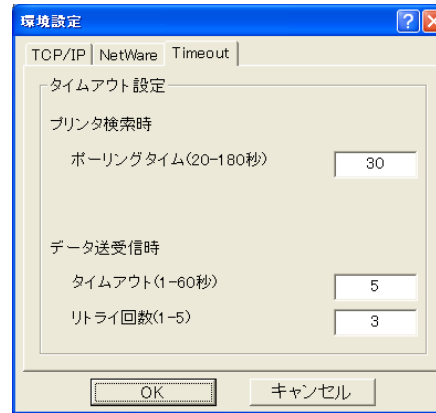 環境設定
TCP/IP NetWare Timeout
タイムアウト設定
プリンタ検索時
ポーリングタイム(20-180秒) 30
データ送受信時
タイムアウト(1-60秒) 5
リトライ回数(1-5) 3
OK キャンセル